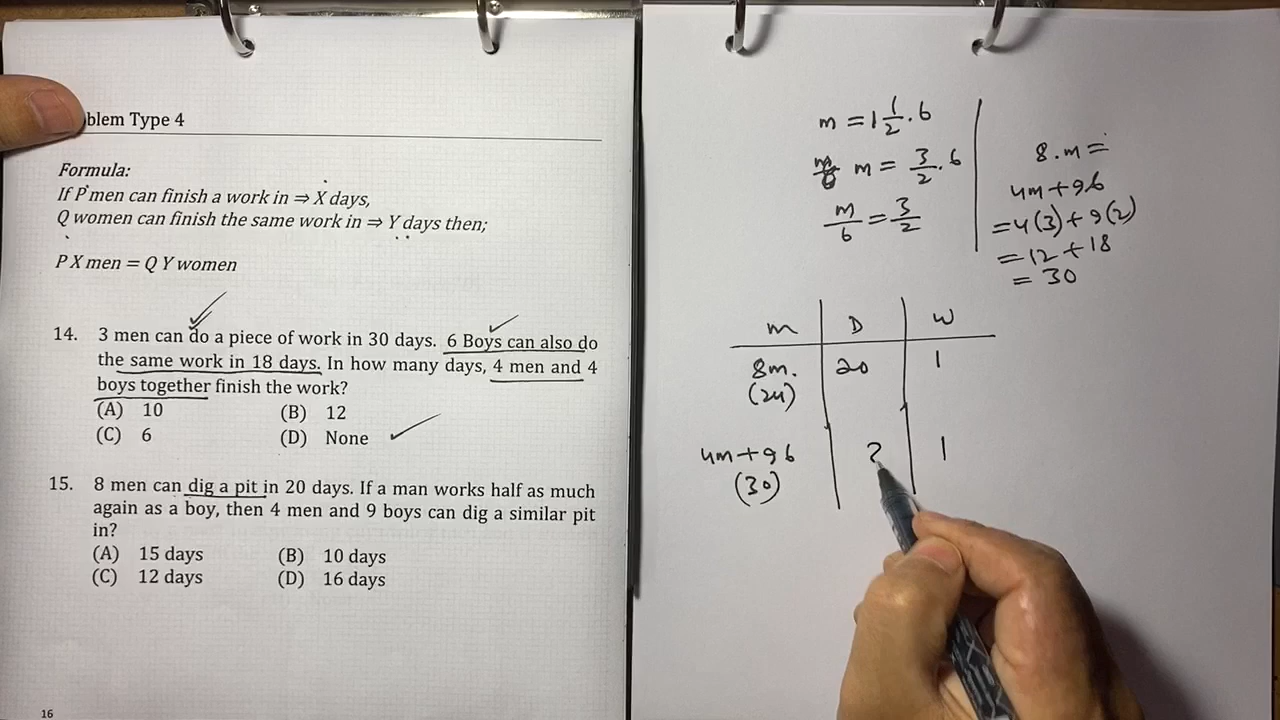 blem Type 4
Formula:
If P men can finish a work in ⇒ X days,
Q women can finish the same work in ⇒ Y days then;
P X men = Q Y women
14. 3 men can do a piece of work in 30 days. 6 Boys can also do
the same work in 18 days. In how many days, 4 men and 4
boys together finish the work?
(A) 10 (B) 12
(C) 6 (D) None
15. 8 men can dig a pit in 20 days. If a man works half as much
again as a boy, then 4 men and 9 boys can dig a similar pit
in?
(A) 15 days (B) 10 days
(C) 12 days (D) 16 days
16
m = 1 1/2 . b
m = 3/2 . b
m/b = 3/2
8.m =
4m + 9b
= 4(3) + 9(2)
= 12 + 18
= 30
m D W
8m. 20 1
(24)
4m + 9b ? 1
(30)